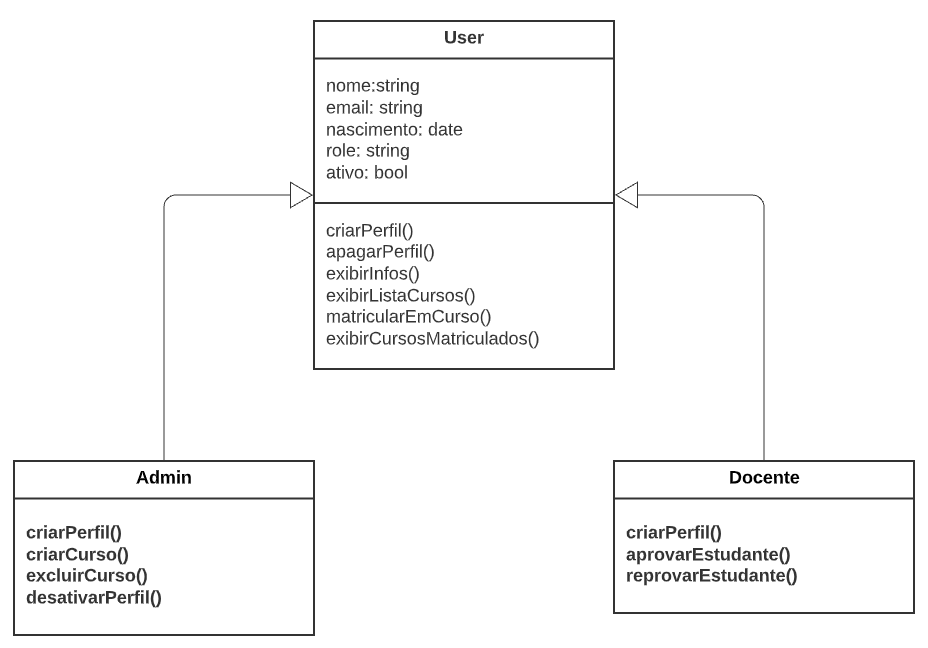 User
nome:string
email: string
nascimento: date
role: string
ativo: bool
criarPerfil()
apagarPerfil()
exibirInfos()
exibirListaCursos()
matricularEmCurso()
exibirCursosMatriculados()
Admin
criarPerfil()
criarCurso()
excluirCurso()
desativarPerfil()
Docente
criarPerfil()
aprovarEstudante()
reprovarEstudante()